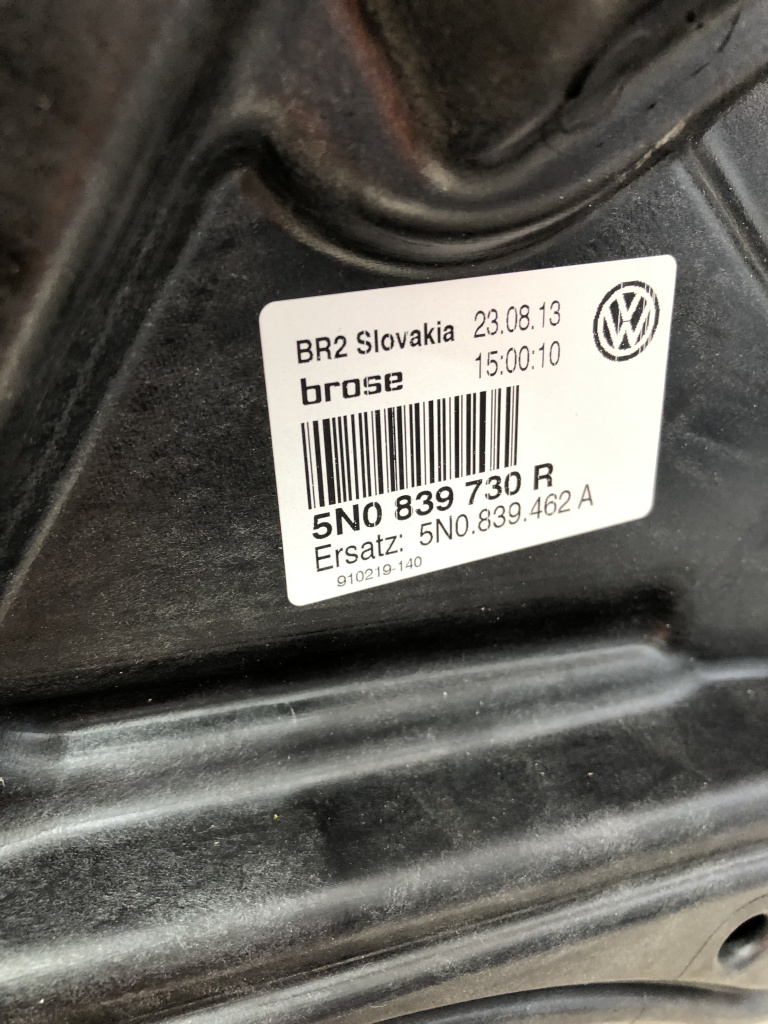 BR2 Slovakia 23.08.13
brose 15:00:10
5N0 839 730 R
Ersatz: 5N0.839.462 A
910219-140